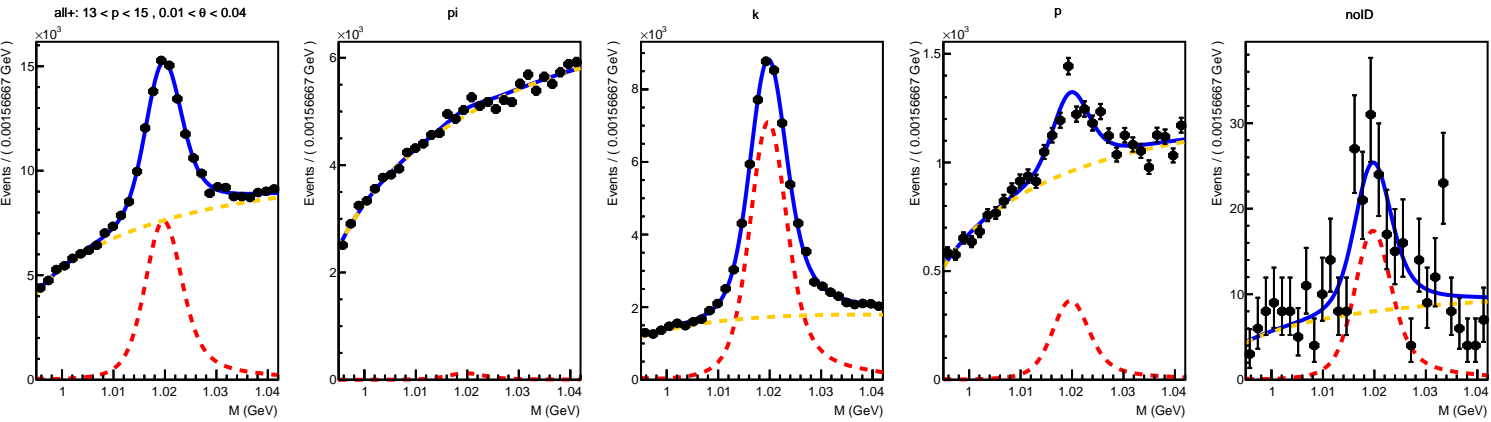 all+: 13 < p < 15 , 0.01 < θ < 0.04
×10³
Events / ( 0.00156667 GeV )
15
10
5
0
1 1.01 1.02 1.03 1.04
M (GeV)
pi
×10³
Events / ( 0.00156667 GeV )
6
4
2
0
1 1.01 1.02 1.03 1.04
M (GeV)
k
Events / ( 0.00156667 GeV )
8
6
4
2
0
1 1.01 1.02 1.03 1.04
M (GeV)
p
×10³
Events / ( 0.00156667 GeV )
1.5
1
0.5
0
1 1.01 1.02 1.03 1.04
M (GeV)
noID
Events / ( 0.00156667 GeV )
30
20
10
0
1 1.01 1.02 1.03 1.04
M (GeV)